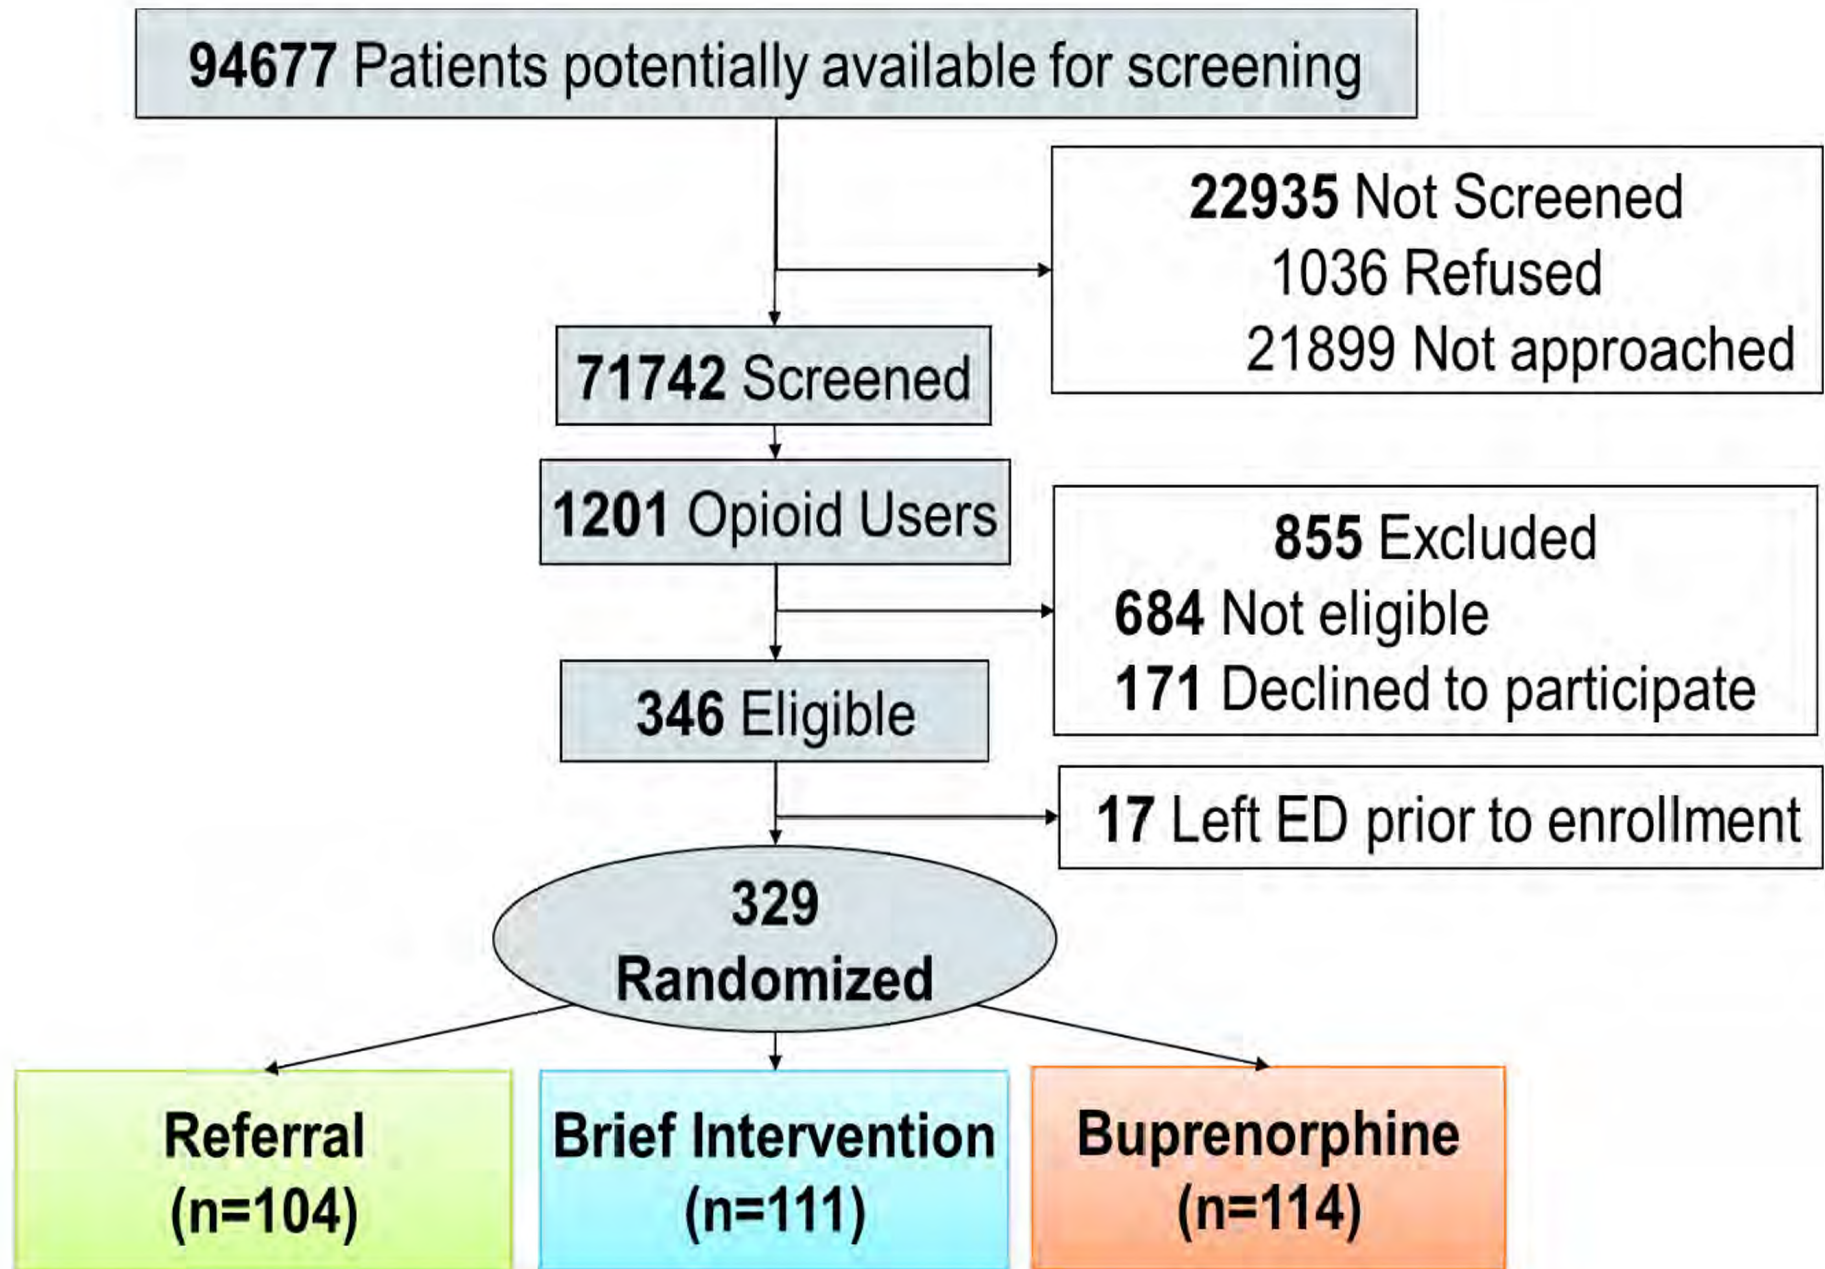 94677 Patients potentially available for screening
22935 Not Screened
1036 Refused
21899 Not approached
71742 Screened
1201 Opioid Users
855 Excluded
684 Not eligible
171 Declined to participate
346 Eligible
17 Left ED prior to enrollment
329
Randomized
Referral
(n=104)
Brief Intervention
(n=111)
Buprenorphine
(n=114)